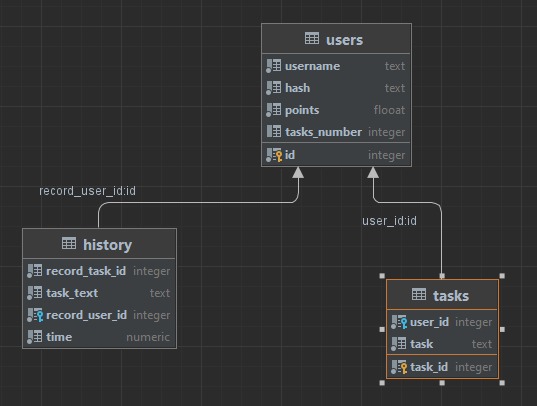 users
username text
hash text
points flooat
tasks_number integer
id integer
record_user_id:id
user_id:id
history
record_task_id integer
task_text text
record_user_id integer
time numeric
tasks
user_id integer
task text
task_id integer